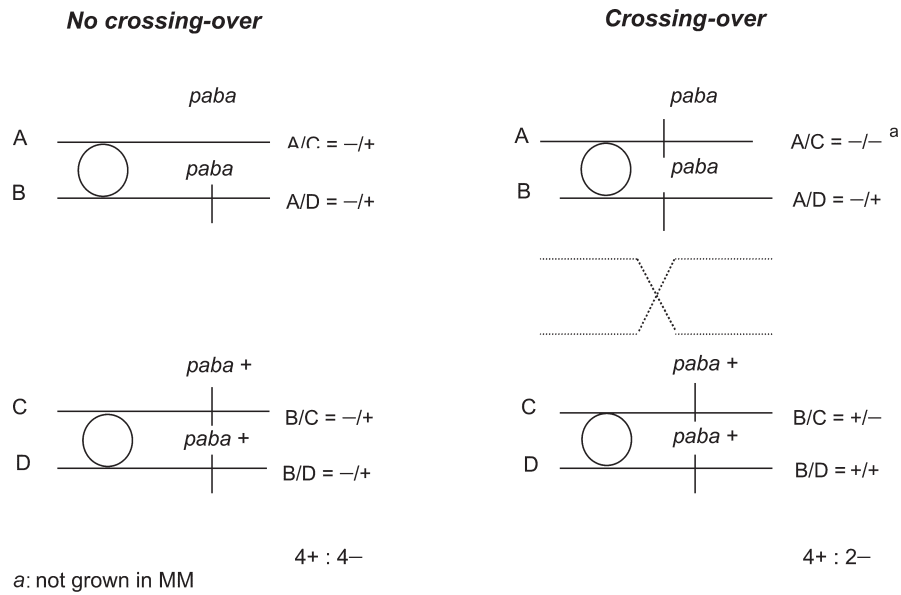 No crossing-over
Crossing-over
paba
paba
A
A/C = –/+
A
A/C = –/– a
paba
paba
B
A/D = –/+
B
A/D = –/+
paba +
paba +
C
B/C = –/+
C
B/C = +/–
paba +
paba +
D
B/D = –/+
D
B/D = +/+
4+ : 4–
4+ : 2–
a: not grown in MM